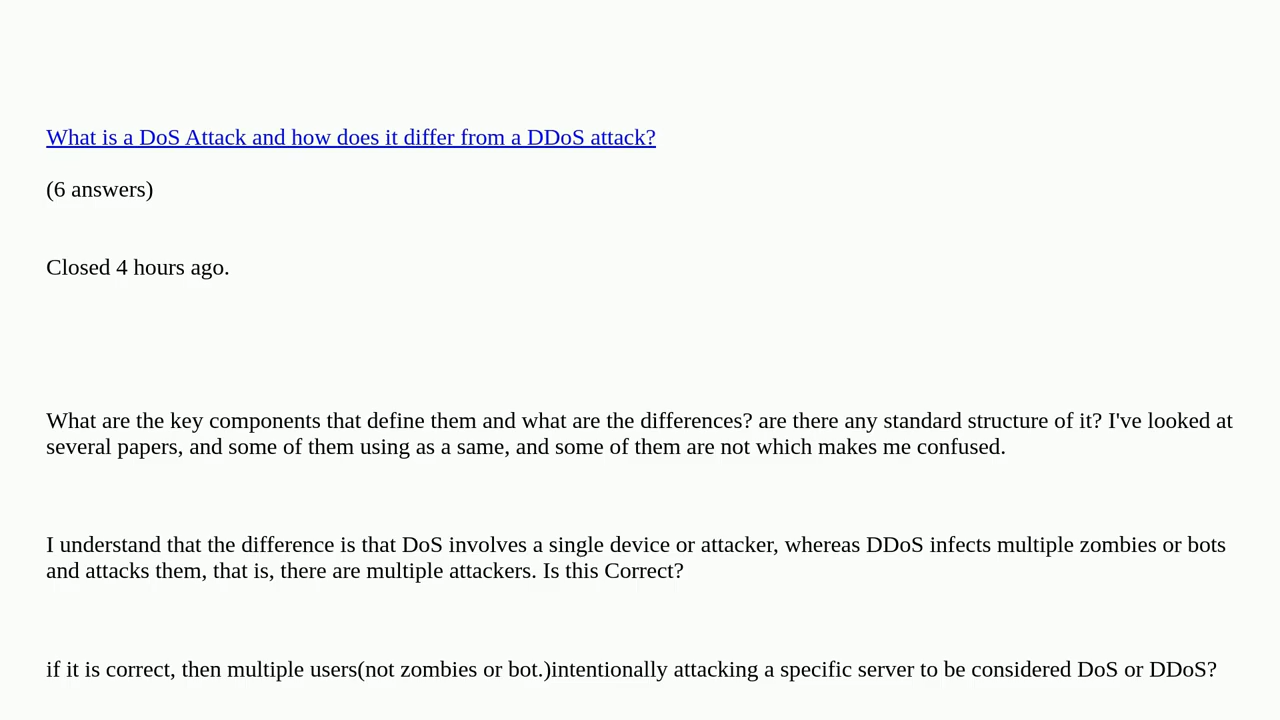 What is a DoS Attack and how does it differ from a DDoS attack?
(6 answers)
Closed 4 hours ago.
What are the key components that define them and what are the differences? are there any standard structure of it? I've looked at
several papers, and some of them using as a same, and some of them are not which makes me confused.
I understand that the difference is that DoS involves a single device or attacker, whereas DDoS infects multiple zombies or bots
and attacks them, that is, there are multiple attackers. Is this Correct?
if it is correct, then multiple users(not zombies or bot.)intentionally attacking a specific server to be considered DoS or DDoS?